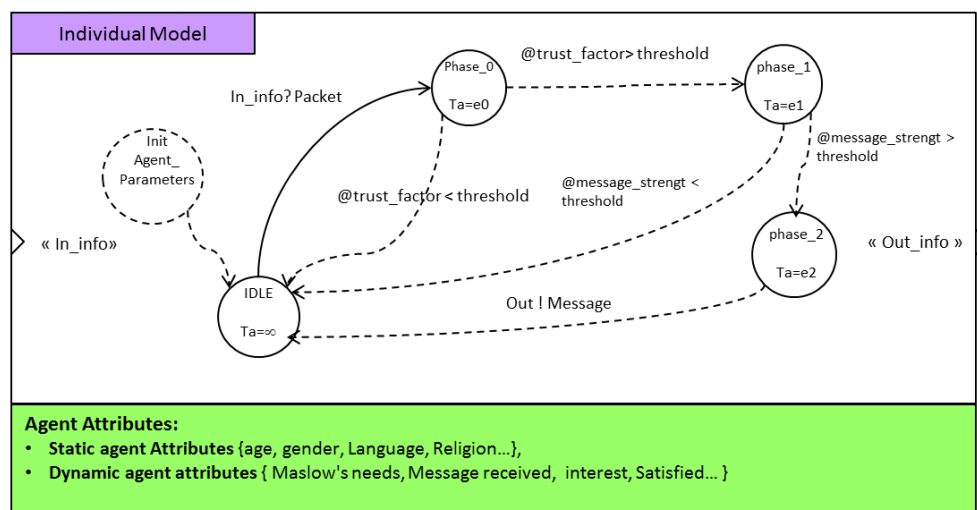 Individual Model
Phase_0
Ta=e0
@trust_factor> threshold
phase_1
Ta=e1
In_info? Packet
Init
Agent_
Parameters
@message_strengt >
threshold
@trust_factor < threshold
@message_strengt <
threshold
« In_info»
phase_2
Ta=e2
« Out_info »
IDLE
Ta=∞
Out ! Message
Agent Attributes:
• Static agent Attributes {age, gender, Language, Religion...},
• Dynamic agent attributes { Maslow's needs, Message received,  interest, Satisfied... }